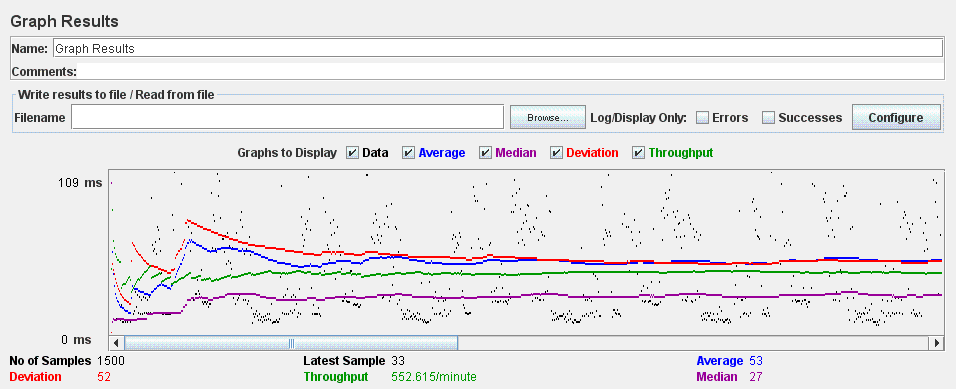 Graph Results
Name: Graph Results
Comments:
Write results to file / Read from file
Filename Browse... Log/Display Only: Errors Successes Configure
Graphs to Display Data Average Median Deviation Throughput
109 ms
0 ms
No of Samples 1500 Latest Sample 33 Average 53
Deviation 52 Throughput 552.615/minute Median 27